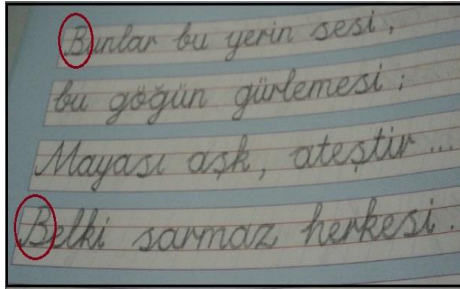 Bunlar bu yerin sesi,
bu göğün gürlemesi;
Mayası aşk, ateştir...
Belki sarmaz herkesi.